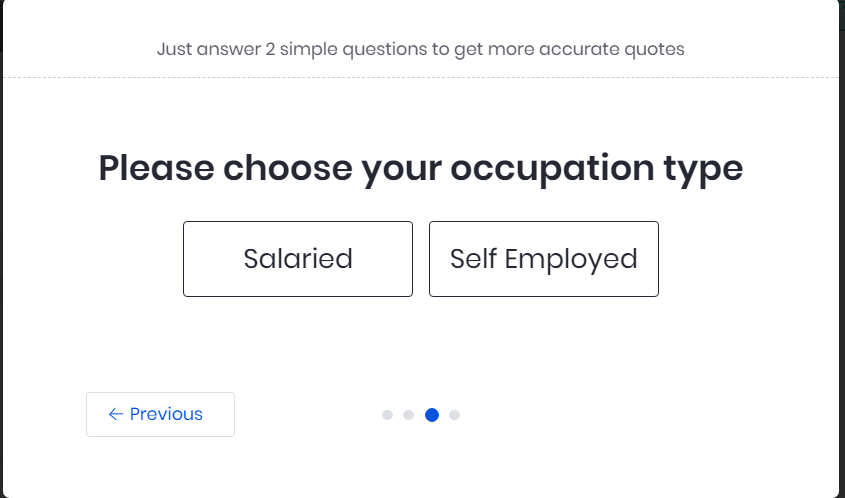 Just answer 2 simple questions to get more accurate quotes
Please choose your occupation type
Salaried
Self Employed
← Previous